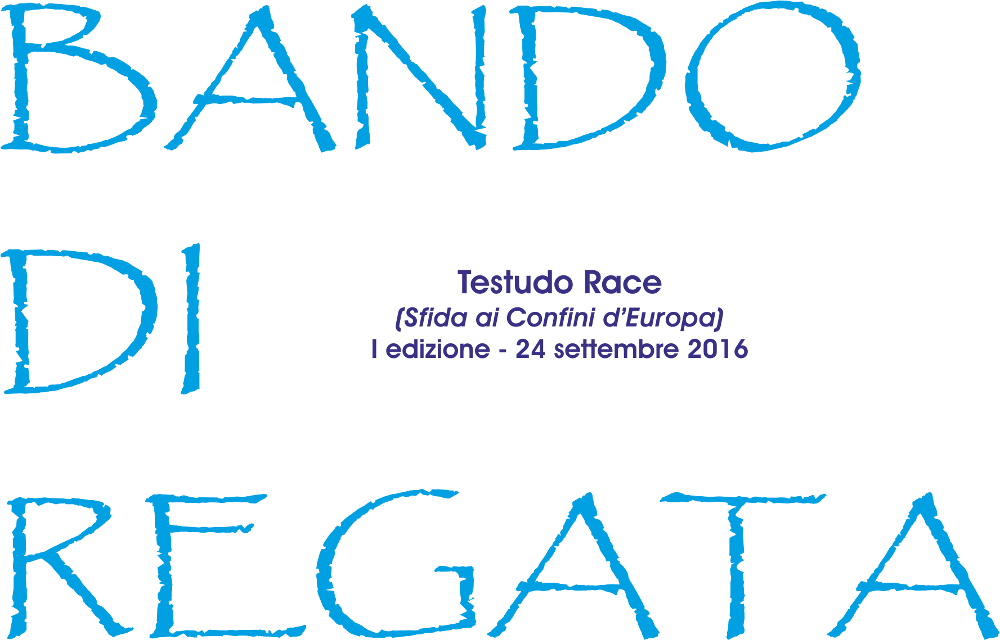 BANDO
DI
Testudo Race
(Sfida ai Confini d’Europa)
I edizione - 24 settembre 2016
REGATA